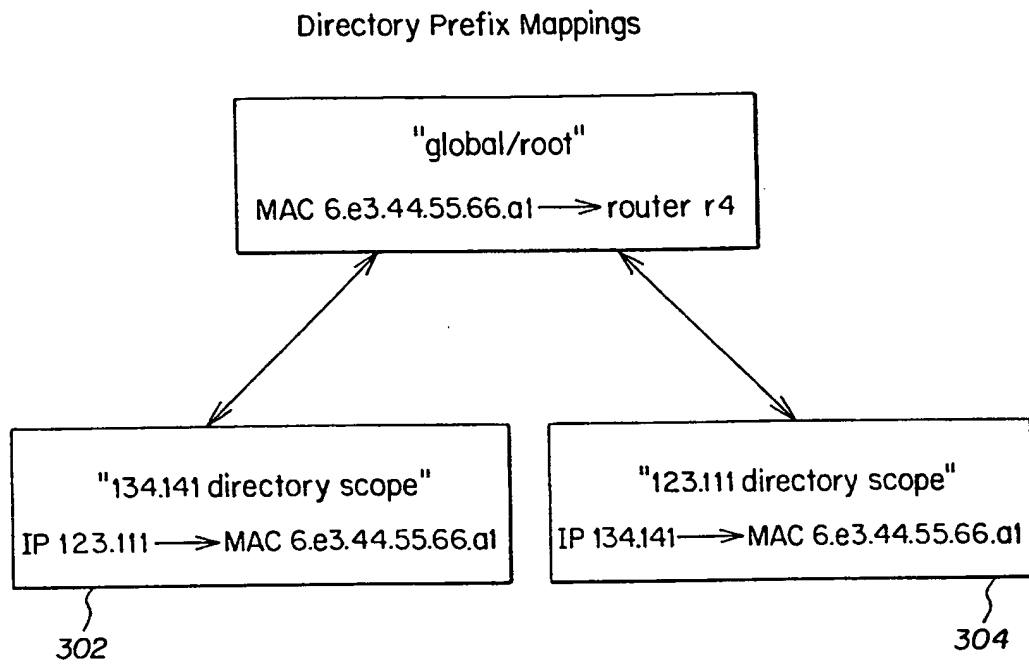 Directory Prefix Mappings
"global/root"
MAC 6.e3.44.55.66.a1 → router r4
"134.141 directory scope"
IP 123.111 → MAC 6.e3.44.55.66.a1
302
"123.111 directory scope"
IP 134.141 → MAC 6.e3.44.55.66.a1
304